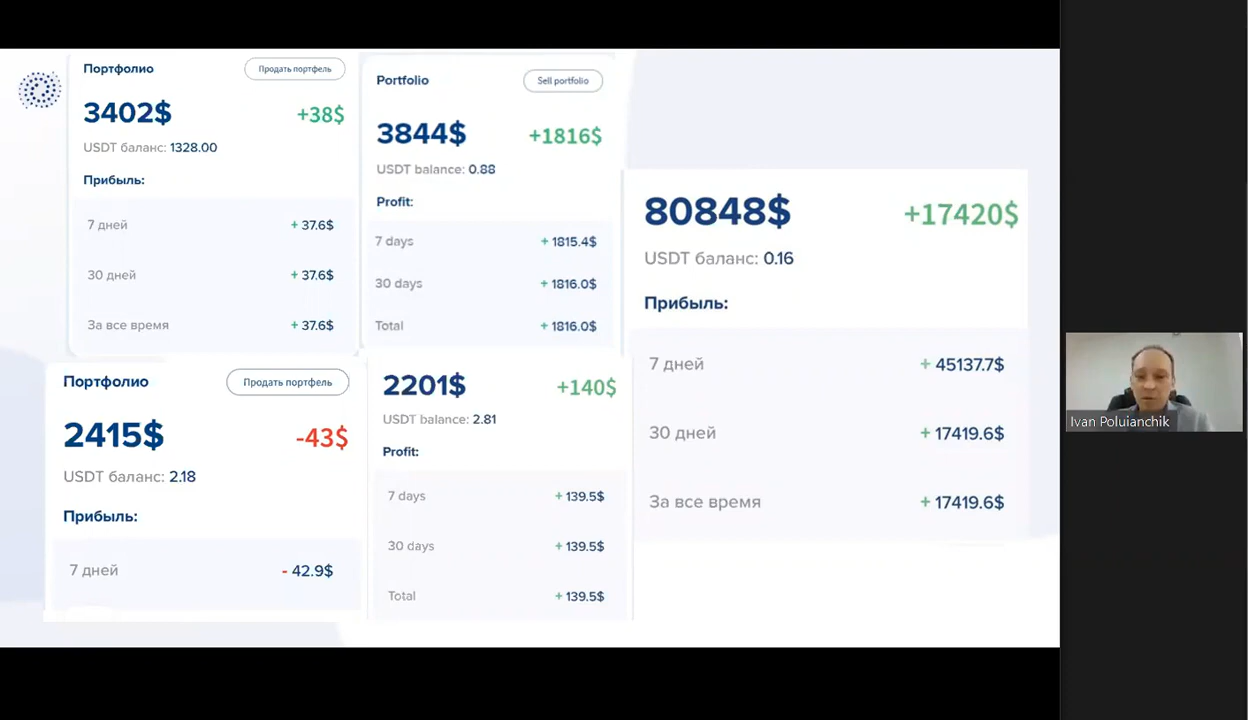 Портфолио
Продать портфель
3402$
+38$
USDT баланс: 1328.00
Прибыль:
7 дней + 37.6$
30 дней + 37.6$
За все время + 37.6$
Portfolio
Sell portfolio
3844$
+1816$
USDT balance: 0.88
Profit:
7 days + 1815.4$
30 days + 1816.0$
Total + 1816.0$
80848$
+17420$
USDT баланс: 0.16
Прибыль:
7 дней + 45137.7$
30 дней + 17419.6$
За все время + 17419.6$
Портфолио
Продать портфель
2415$
-43$
USDT баланс: 2.18
Прибыль:
7 дней - 42.9$
2201$
+140$
USDT balance: 2.81
Profit:
7 days + 139.5$
30 days + 139.5$
Total + 139.5$
Ivan Poluianchik